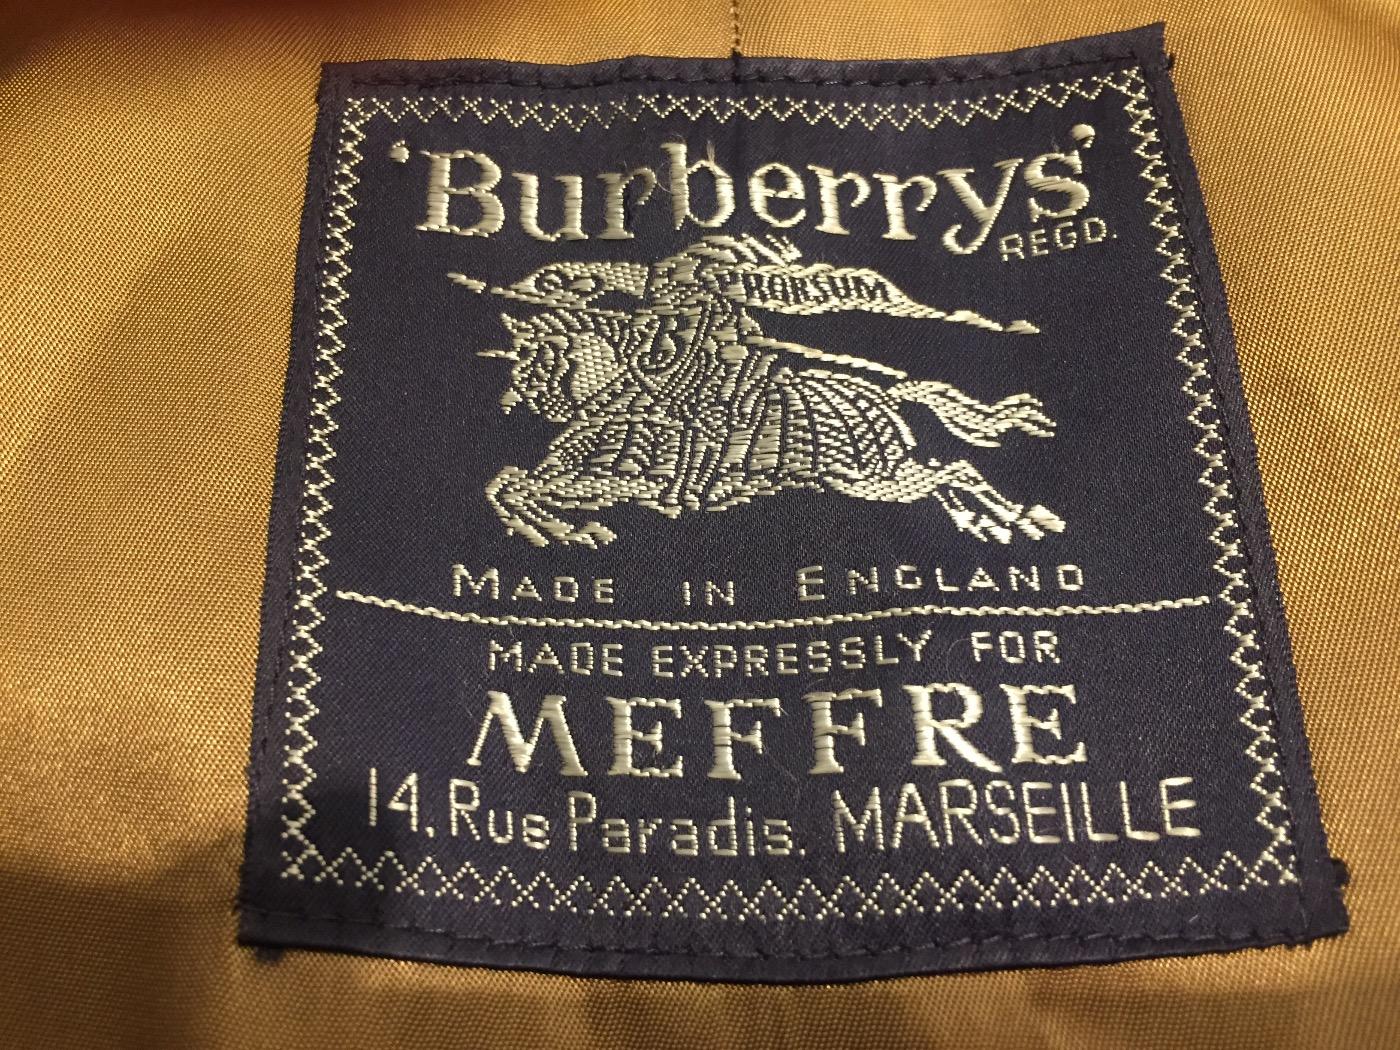 'Burberrys'
REGD.
PRORSUM
MADE IN ENGLAND
MADE EXPRESSLY FOR
MEFFRE
14, Rue Paradis. MARSEILLE